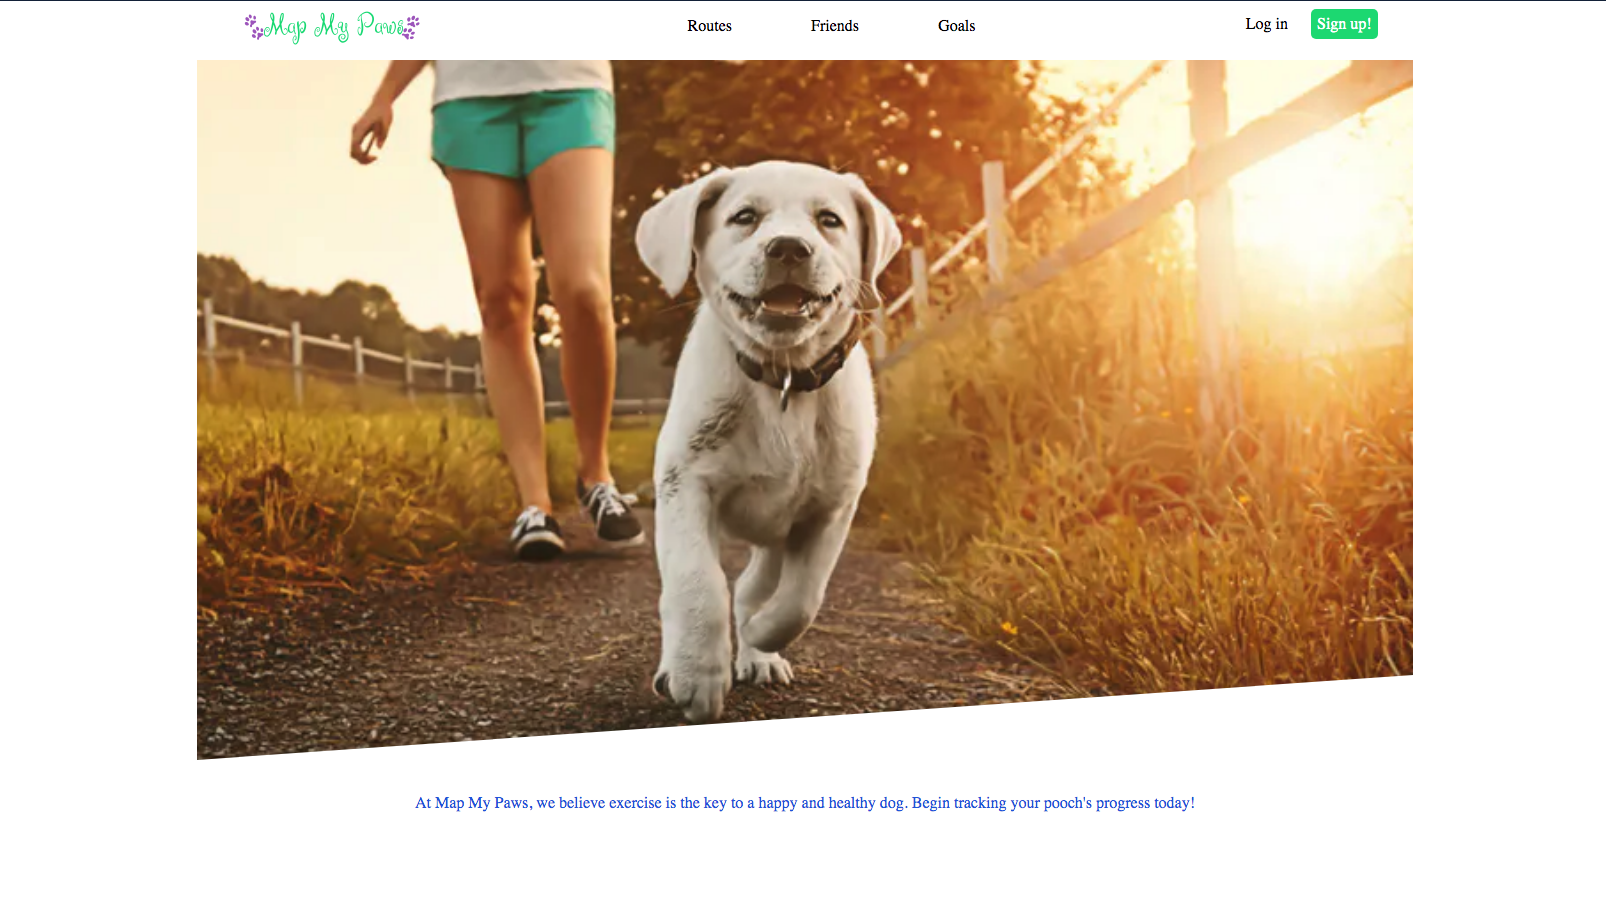 Map My Paws
Routes
Friends
Goals
Log in
Sign up!
At Map My Paws, we believe exercise is the key to a happy and healthy dog. Begin tracking your pooch's progress today!